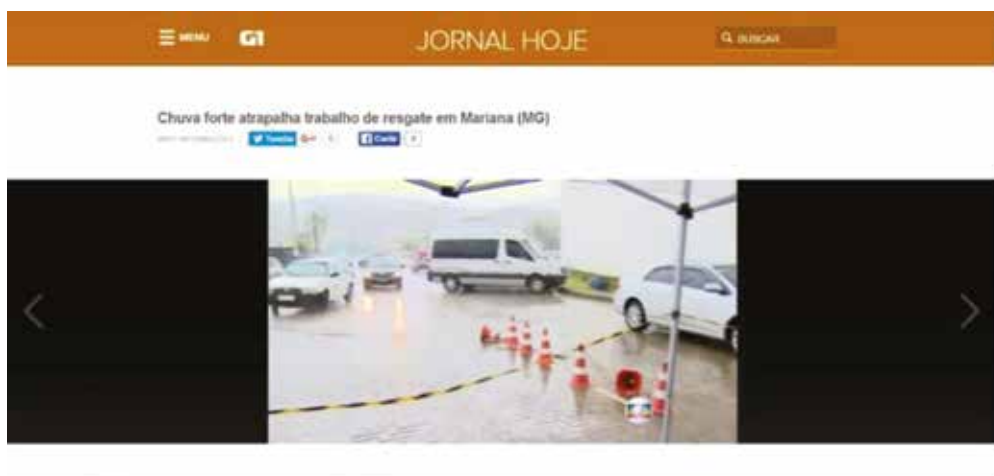 MENU G1 JORNAL HOJE BUSCAR
Chuva forte atrapalha trabalho de resgate em Mariana (MG)
Tweetar G+ Curtir